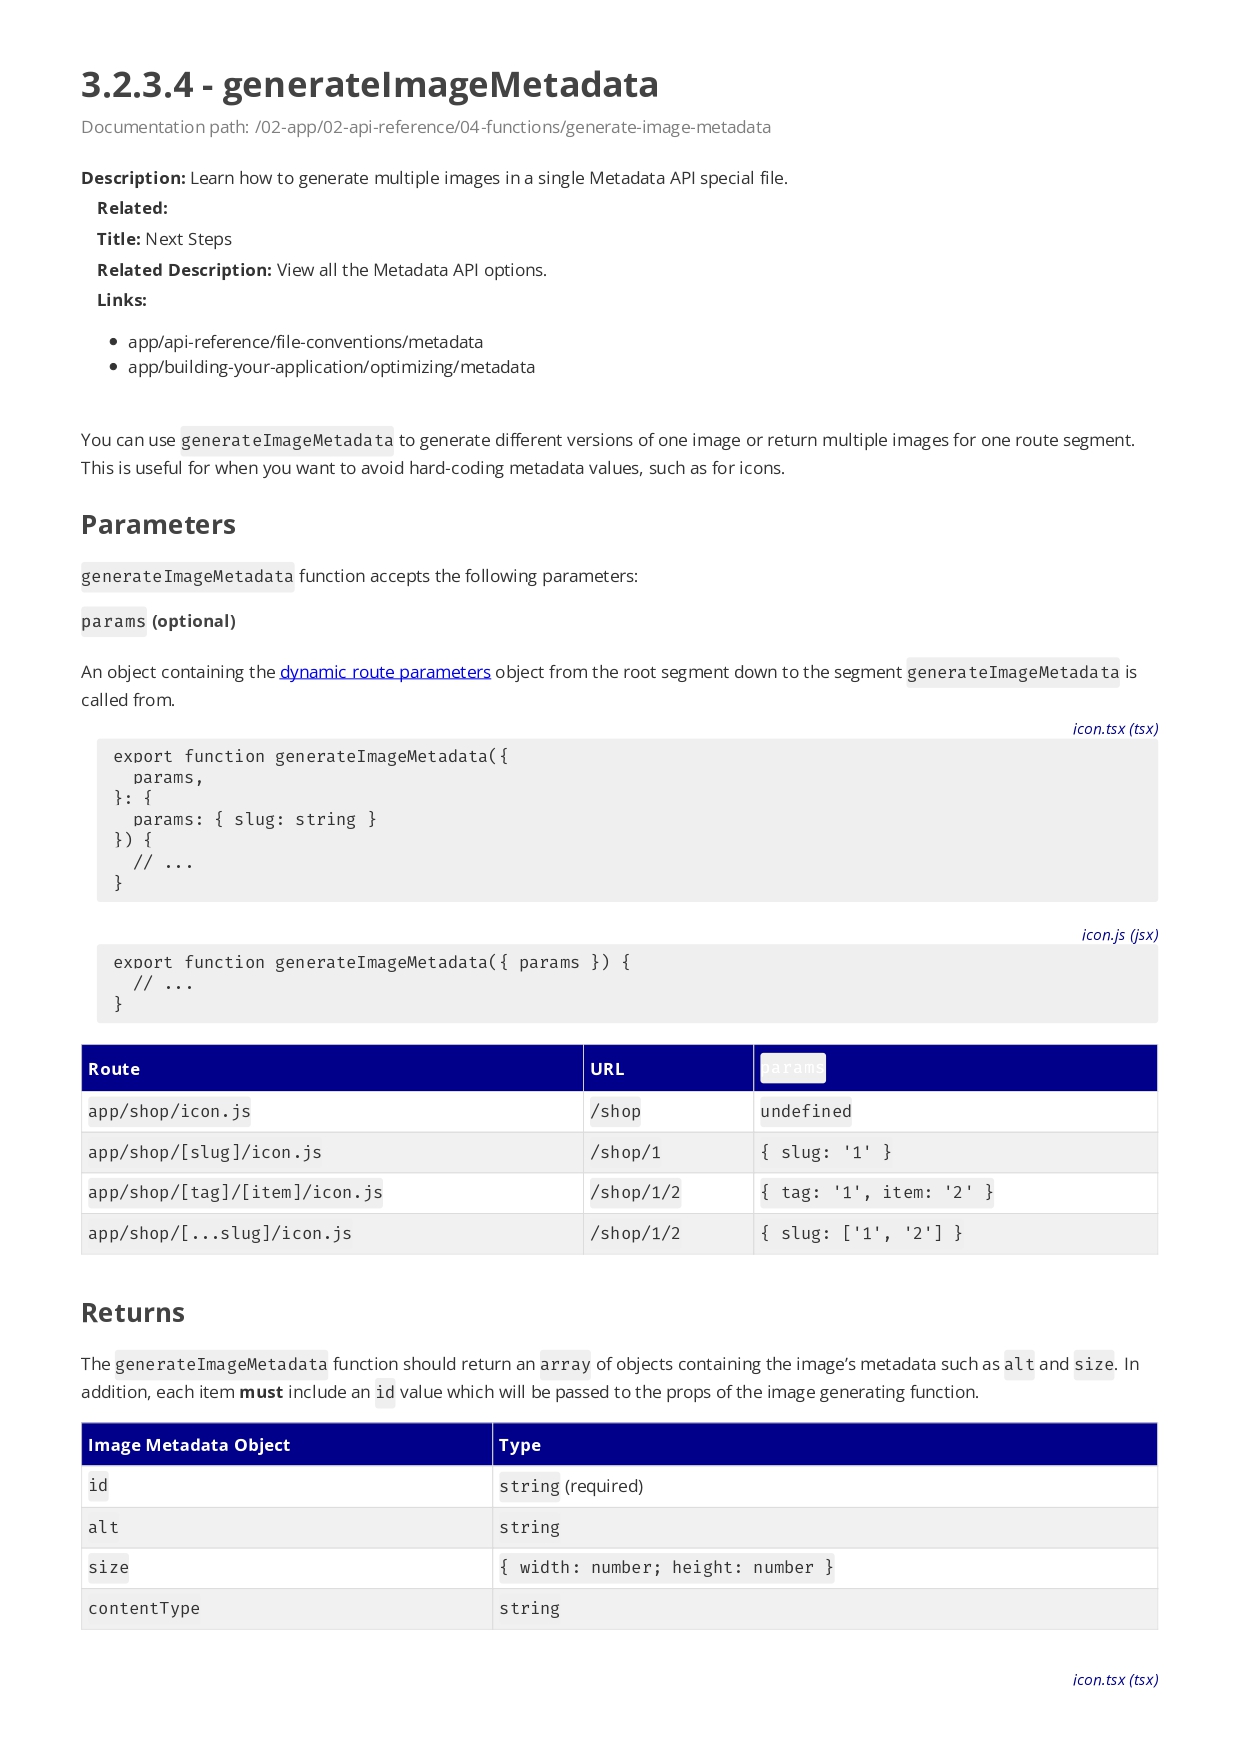 3.2.3.4 - generateImageMetadata
Documentation path: /02-app/02-api-reference/04-functions/generate-image-metadata
Description: Learn how to generate multiple images in a single Metadata API special file.
Related:
Title: Next Steps
Related Description: View all the Metadata API options.
Links:
• app/api-reference/file-conventions/metadata
• app/building-your-application/optimizing/metadata
You can use generateImageMetadata to generate different versions of one image or return multiple images for one route segment.
This is useful for when you want to avoid hard-coding metadata values, such as for icons.
Parameters
generateImageMetadata function accepts the following parameters:
params (optional)
An object containing the dynamic route parameters object from the root segment down to the segment generateImageMetadata is
called from.
icon.tsx (tsx)
export function generateImageMetadata({
  params,
}: {
  params: { slug: string }
}) {
  // ...
}
icon.js (jsx)
export function generateImageMetadata({ params }) {
  // ...
}
Route URL params
app/shop/icon.js /shop undefined
app/shop/[slug]/icon.js /shop/1 { slug: '1' }
app/shop/[tag]/[item]/icon.js /shop/1/2 { tag: '1', item: '2' }
app/shop/[...slug]/icon.js /shop/1/2 { slug: ['1', '2'] }
Returns
The generateImageMetadata function should return an array of objects containing the image’s metadata such as alt and size. In
addition, each item must include an id value which will be passed to the props of the image generating function.
Image Metadata Object Type
id string (required)
alt string
size { width: number; height: number }
contentType string
icon.tsx (tsx)